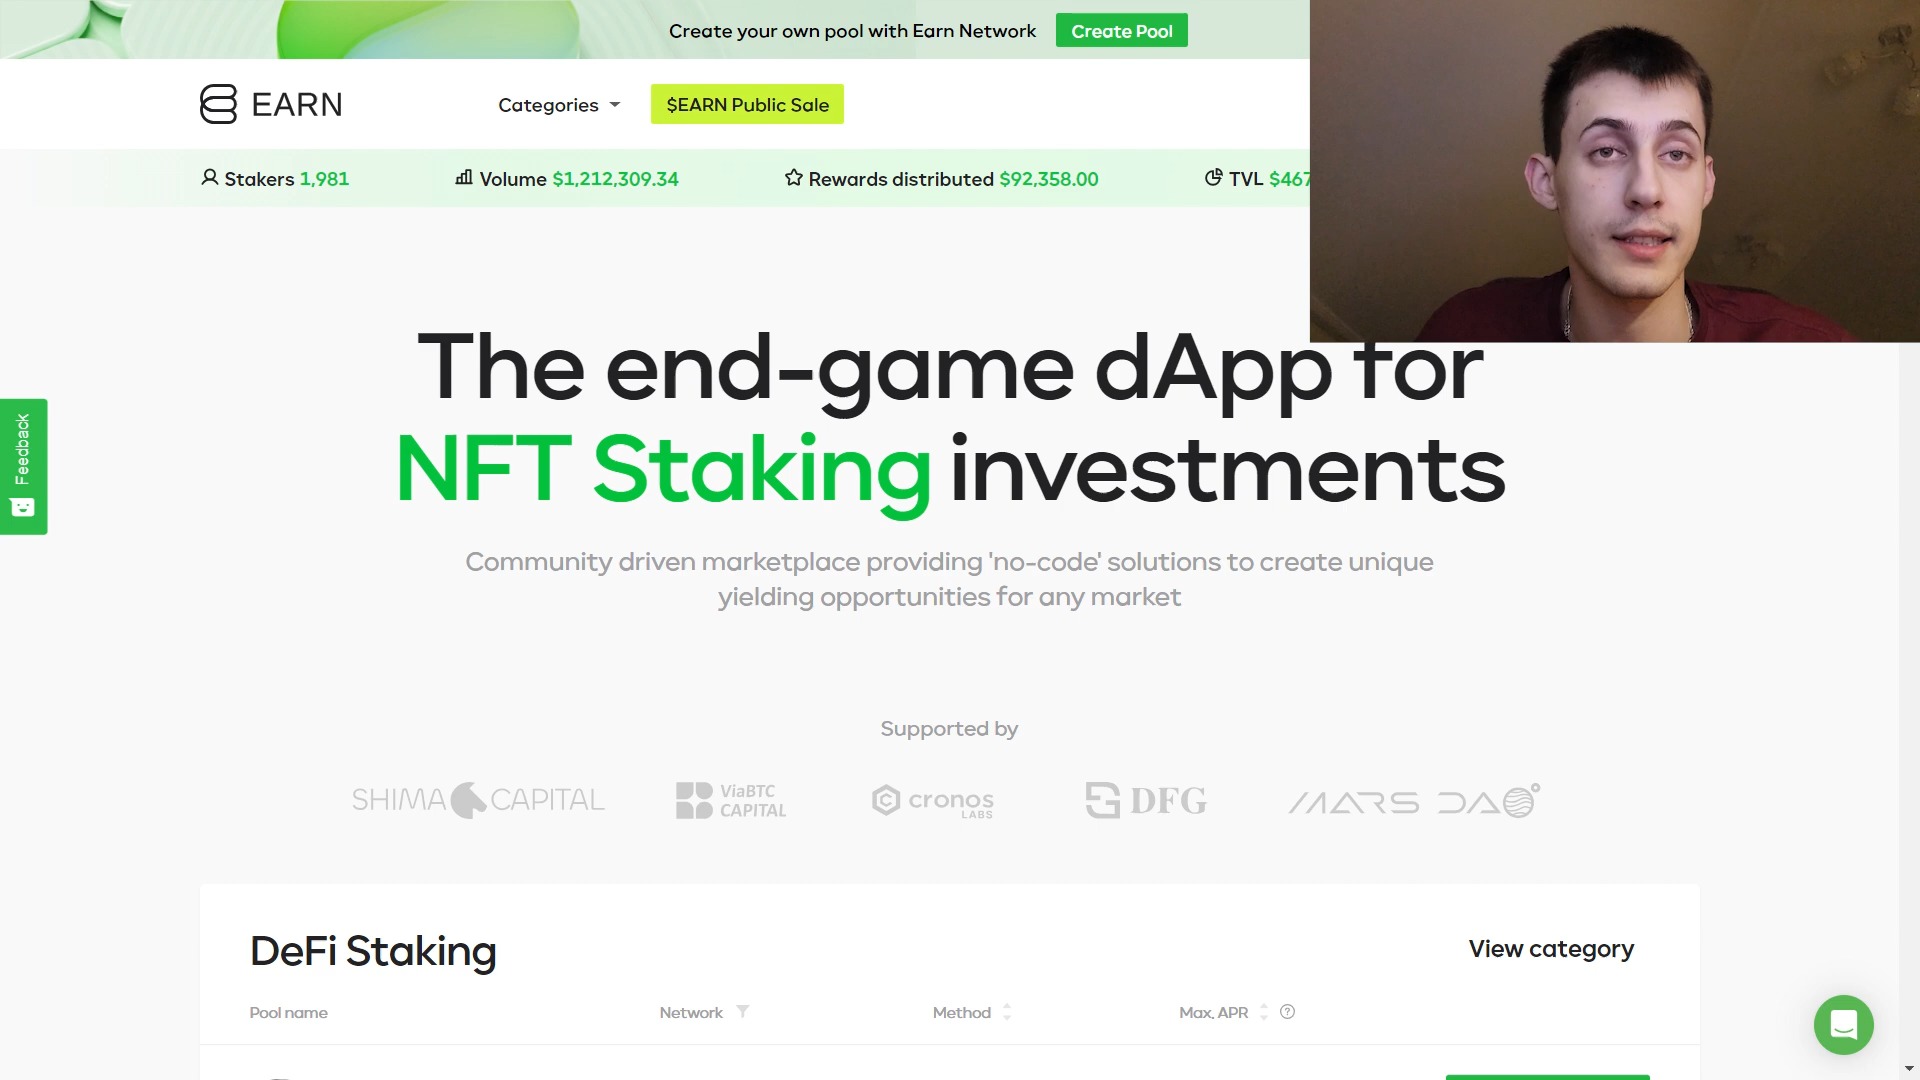 Create your own pool with Earn Network
Create Pool
EARN
Categories
$EARN Public Sale
Stakers 1,981
Volume $1,212,309.34
Rewards distributed $92,358.00
TVL $467
The end-game dApp for
NFT Staking investments
Feedback
Community driven marketplace providing 'no-code' solutions to create unique
yielding opportunities for any market
Supported by
SHIMA CAPITAL
ViaBTC
CAPITAL
cronos
LABS
DFG
MARS DAO
DeFi Staking
View category
Pool name
Network
Method
Max. APR